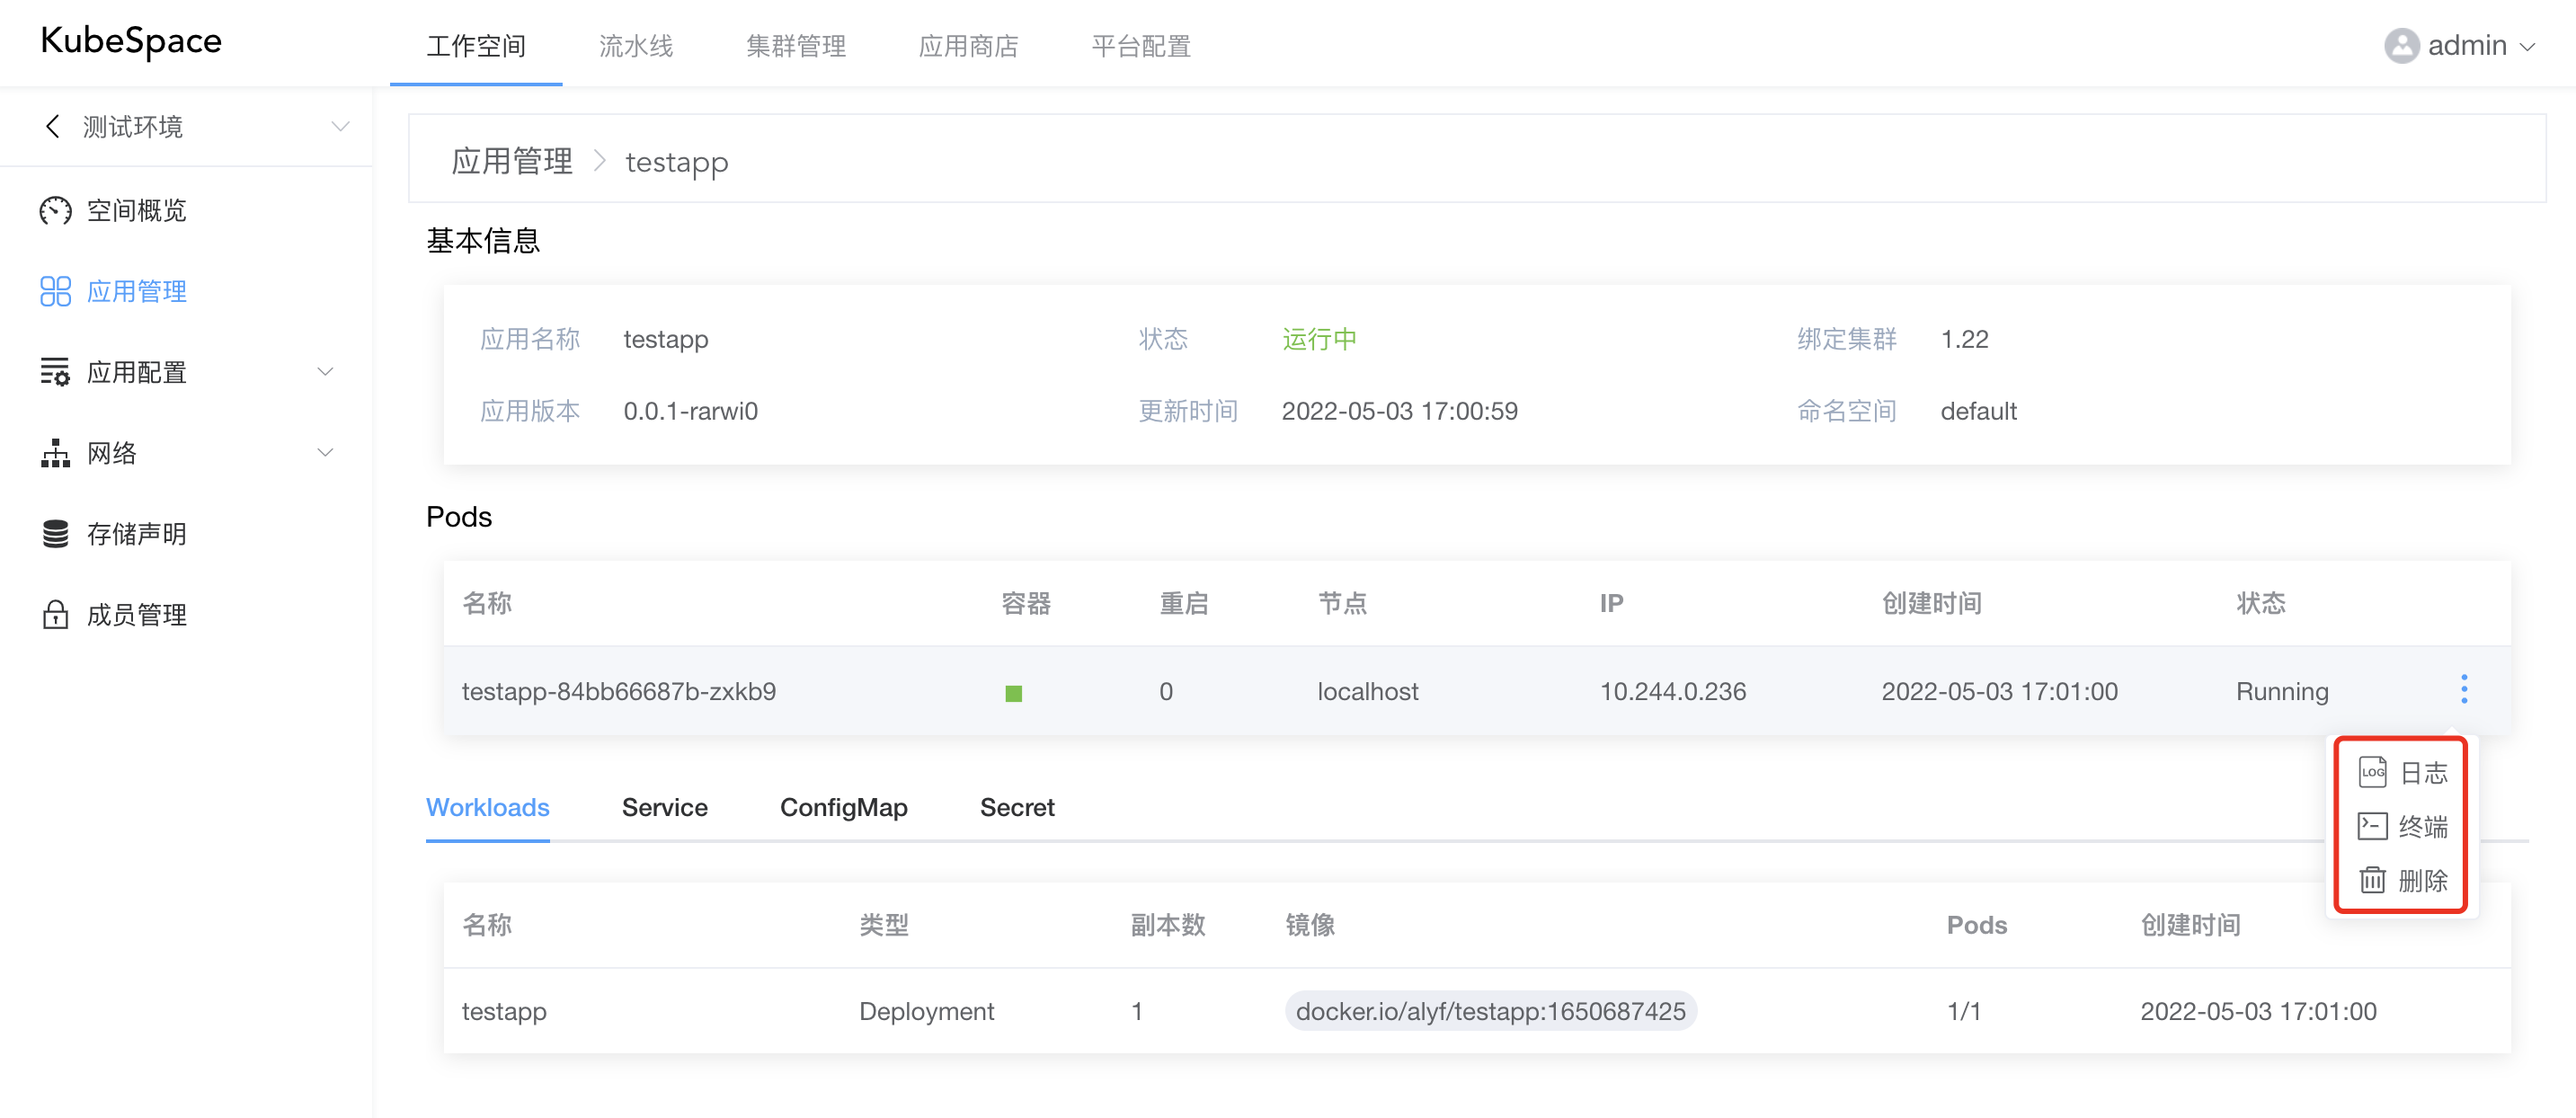 KubeSpace 工作空间 流水线 集群管理 应用商店 平台配置 admin
测试环境
空间概览
应用管理
应用配置
网络
存储声明
成员管理
应用管理 > testapp
基本信息
应用名称 testapp 状态 运行中 绑定集群 1.22
应用版本 0.0.1-rarwi0 更新时间 2022-05-03 17:00:59 命名空间 default
Pods
名称 容器 重启 节点 IP 创建时间 状态
testapp-84bb66687b-zxkb9 0 localhost 10.244.0.236 2022-05-03 17:01:00 Running
LOG 日志
终端
删除
Workloads Service ConfigMap Secret
名称 类型 副本数 镜像 Pods 创建时间
testapp Deployment 1 docker.io/alyf/testapp:1650687425 1/1 2022-05-03 17:01:00